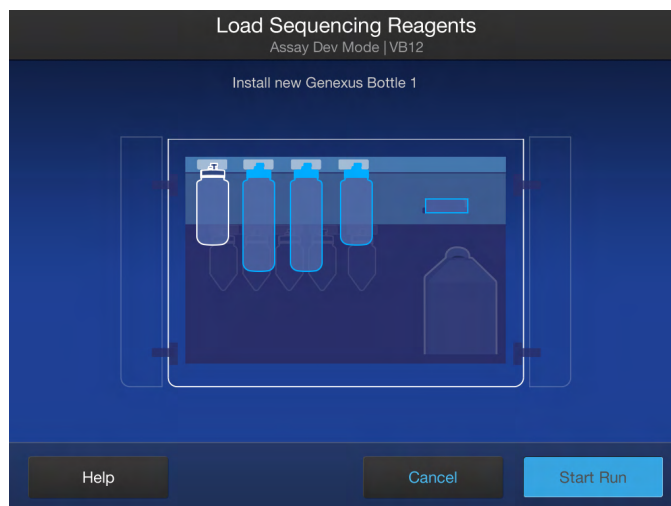 Load Sequencing Reagents
Assay Dev Mode | VB12
Install new Genexus Bottle 1
Help
Cancel
Start Run